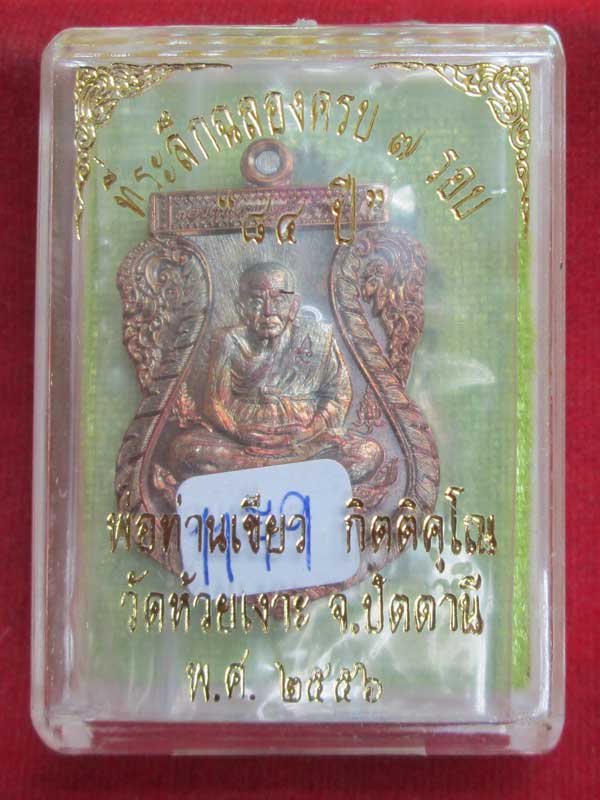 ที่ระลึกฉลองครบ ๗ รอบ
"๘๔ ปี"
พ่อท่านเขียว กิตติคุโณ
วัดห้วยเงาะ จ.ปัตตานี
พ.ศ. ๒๕๕๖